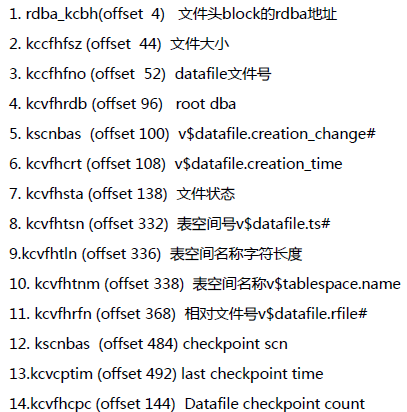 1. rdba_kcbh(offset 4) 文件头block的rdba地址
2. kccfhfsz (offset 44) 文件大小
3. kccfhfno (offset 52) datafile文件号
4. kcvfhrdb (offset 96) root dba
5. kscnbas (offset 100) v$datafile.creation_change#
6. kcvfhcrt (offset 108) v$datafile.creation_time
7. kcvfhsta (offset 138) 文件状态
8. kcvfhtsn (offset 332) 表空间号v$datafile.ts#
9.kcvfhtln (offset 336) 表空间名称字符长度
10. kcvfhtnm (offset 338) 表空间名称v$tablespace.name
11. kcvfhrfn (offset 368) 相对文件号v$datafile.rfile#
12. kscnbas (offset 484) checkpoint scn
13.kcvcptim (offset 492) last checkpoint time
14.kcvfhcpc (offset 144) Datafile checkpoint count